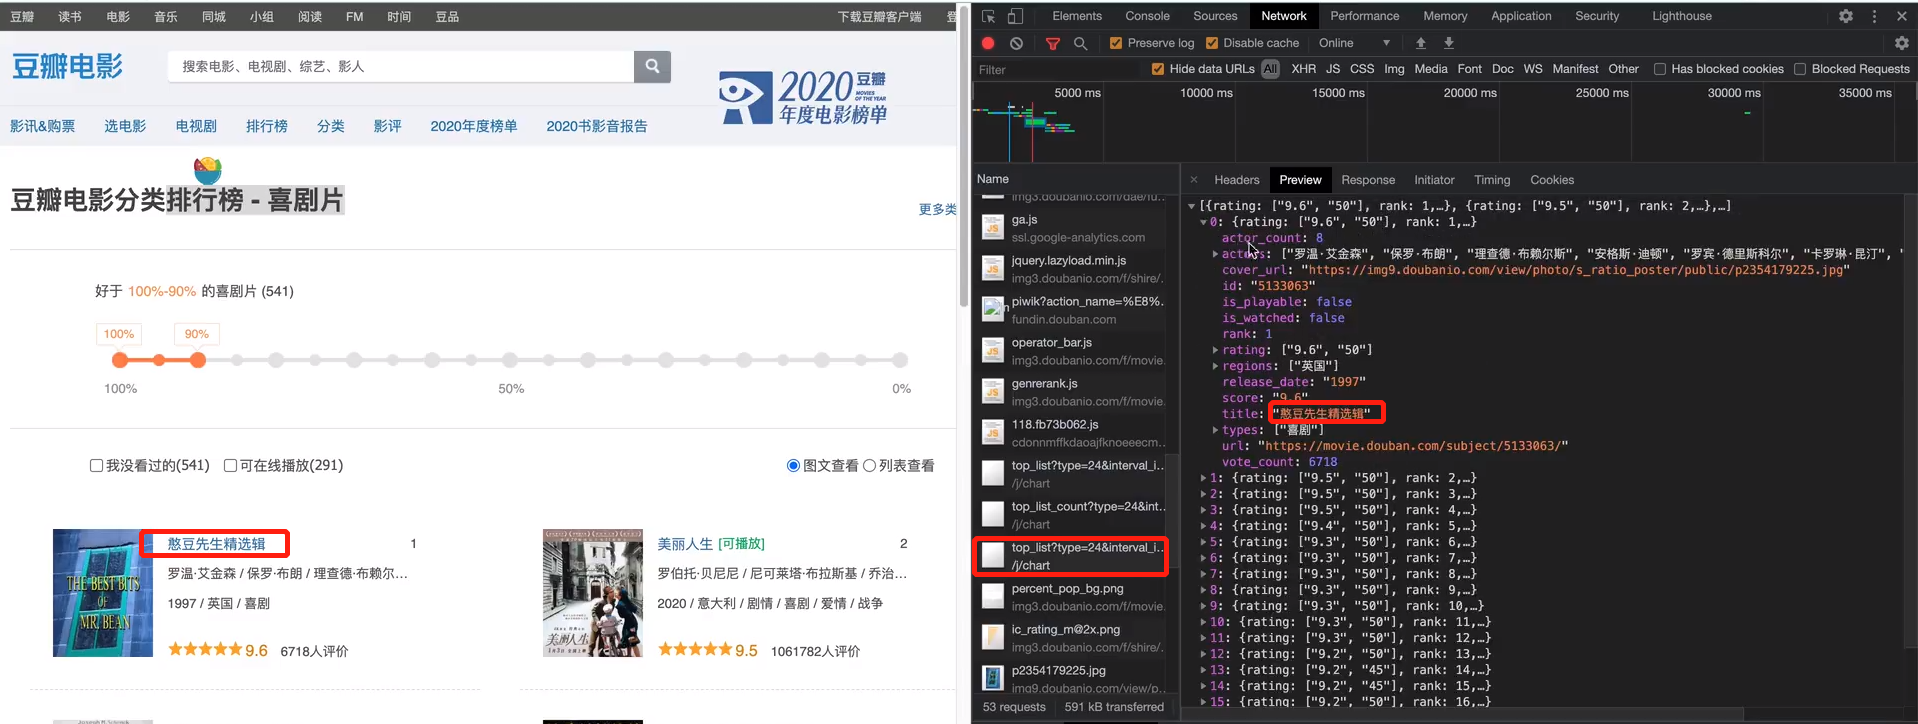 豆瓣 读书 电影 音乐 同城 小组 阅读 FM 时间 豆品 下载豆瓣客户端
豆瓣电影
搜索电影、电视剧、综艺、影人
2020 豆瓣
MOVIES OF THE YEAR
年度电影榜单
影讯&购票 选电影 电视剧 排行榜 分类 影评 2020年度榜单 2020书影音报告
豆瓣电影分类排行榜 - 喜剧片
更多类
好于 100%-90% 的喜剧片 (541)
100% 90%
100% 50% 0%
我没看过的(541) 可在线播放(291) 图文查看 列表查看
THE BEST BITS
OF
MR. BEAN
憨豆先生精选辑 1
罗温·艾金森 / 保罗·布朗 / 理查德·布赖尔...
1997 / 英国 / 喜剧
9.6 6718人评价
美丽人生
美丽人生 [可播放] 2
罗伯托·贝尼尼 / 尼可莱塔·布拉斯基 / 乔治...
2020 / 意大利 / 剧情 / 喜剧 / 爱情 / 战争
9.5 1061782人评价
Elements Console Sources Network Performance Memory Application Security Lighthouse
Preserve log Disable cache Online
Filter Hide data URLs All XHR JS CSS Img Media Font Doc WS Manifest Other Has blocked cookies Blocked Requests
5000 ms 10000 ms 15000 ms 20000 ms 25000 ms 30000 ms 35000 ms
Name
img3.doubanio.com/dae/fu...
ga.js
ssl.google-analytics.com
jquery.lazyload.min.js
img3.doubanio.com/f/shire/.
piwik?action_name=%E8%.
fundin.douban.com
operator_bar.js
img3.doubanio.com/f/movie.
genrerank.js
img3.doubanio.com/f/movie.
118.fb73b062.js
cdonnmffkdaoajfknoeeecm...
top_list?type=24&interval_i..
/j/chart
top_list_count?type=24&int..
/j/chart
top_list?type=24&interval_i..
/j/chart
percent_pop_bg.png
img3.doubanio.com/f/movie.
ic_rating_m@2x.png
img3.doubanio.com/f/shire/.
p2354179225.jpg
img9.doubanio.com/view/p...
53 requests 591 kB transferred
Headers Preview Response Initiator Timing Cookies
[{rating: ["9.6", "50"], rank: 1,…}, {rating: ["9.5", "50"], rank: 2,…},…]
0: {rating: ["9.6", "50"], rank: 1,…}
actor_count: 8
actors: ["罗温·艾金森", "保罗·布朗", "理查德·布赖尔斯", "安格斯·迪顿", "罗宾·德里斯科尔", "卡罗琳·昆汀", "
cover_url: "https://img9.doubanio.com/view/photo/s_ratio_poster/public/p2354179225.jpg"
id: "5133063"
is_playable: false
is_watched: false
rank: 1
rating: ["9.6", "50"]
regions: ["英国"]
release_date: "1997"
score: "9.6"
title: "憨豆先生精选辑"
types: ["喜剧"]
url: "https://movie.douban.com/subject/5133063/"
vote_count: 6718
1: {rating: ["9.5", "50"], rank: 2,…}
2: {rating: ["9.5", "50"], rank: 3,…}
3: {rating: ["9.5", "50"], rank: 4,…}
4: {rating: ["9.4", "50"], rank: 5,…}
5: {rating: ["9.3", "50"], rank: 6,…}
6: {rating: ["9.3", "50"], rank: 7,…}
7: {rating: ["9.3", "50"], rank: 8,…}
8: {rating: ["9.3", "50"], rank: 9,…}
9: {rating: ["9.3", "50"], rank: 10,…}
10: {rating: ["9.3", "50"], rank: 11,…}
11: {rating: ["9.3", "50"], rank: 12,…}
12: {rating: ["9.2", "50"], rank: 13,…}
13: {rating: ["9.2", "45"], rank: 14,…}
14: {rating: ["9.2", "45"], rank: 15,…}
15: {rating: ["9.2", "50"], rank: 16,…}